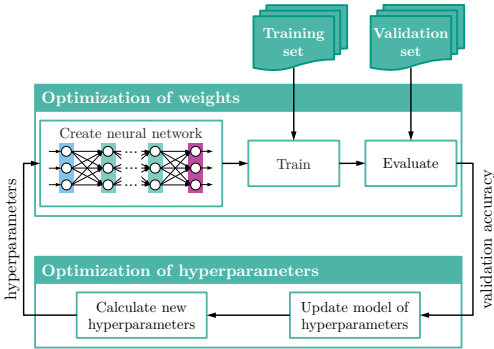 Training
set
Validation
set
Optimization of weights
Create neural network
...
...
...
Train
Evaluate
hyperparameters
validation accuracy
Optimization of hyperparameters
Calculate new
hyperparameters
Update model of
hyperparameters